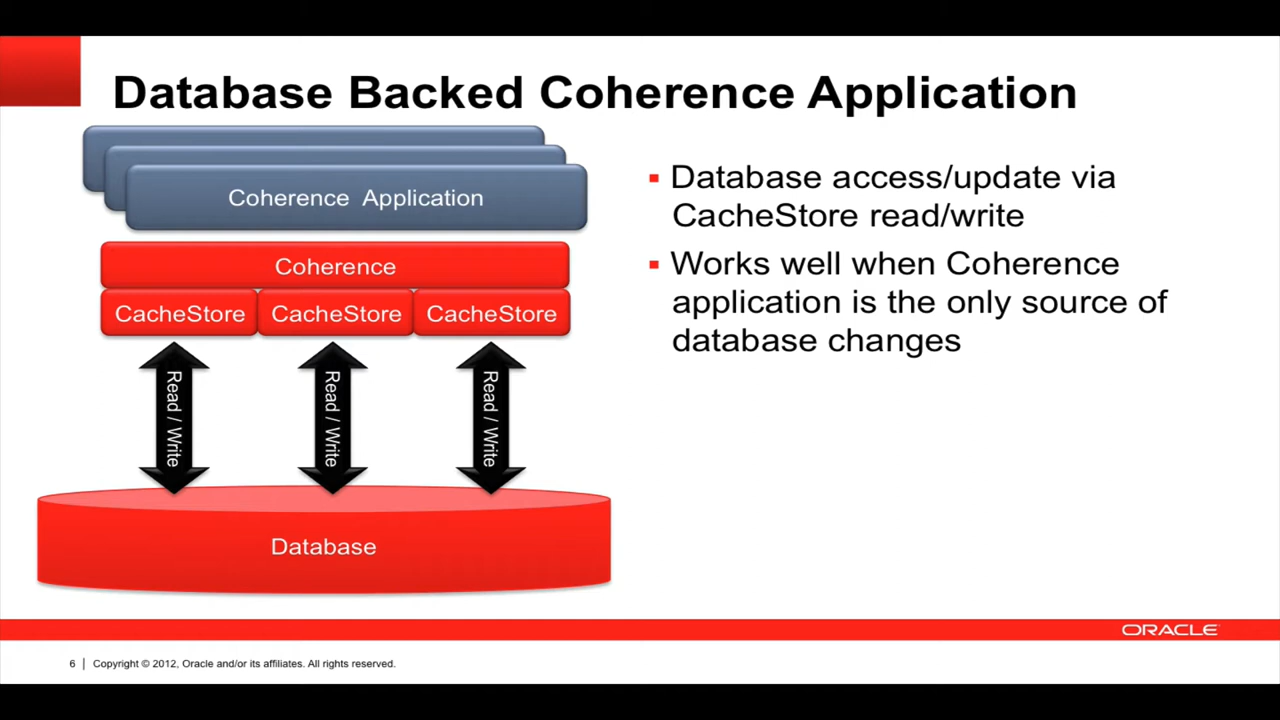 Database Backed Coherence Application
Coherence Application
Coherence
CacheStore CacheStore CacheStore
Read / Write Read / Write Read / Write
Database
▪ Database access/update via
CacheStore read/write
▪ Works well when Coherence
application is the only source of
database changes
ORACLE
6 | Copyright © 2012, Oracle and/or its affiliates. All rights reserved.